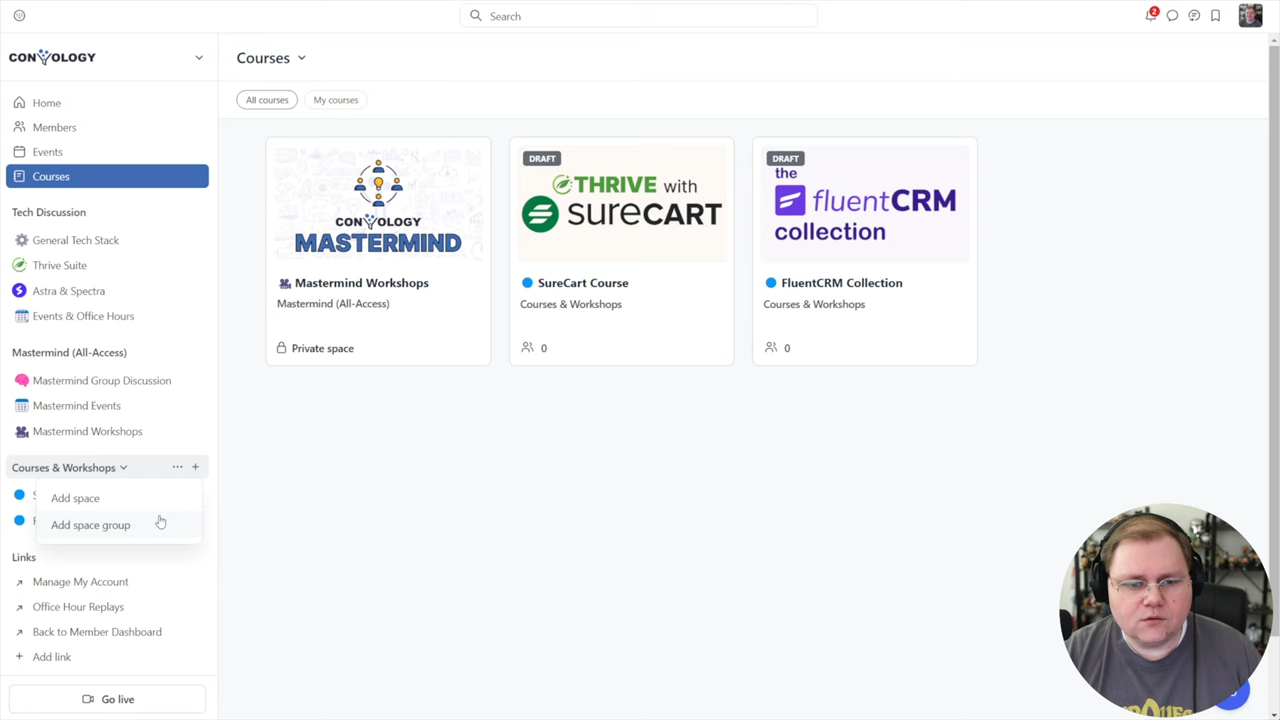 Search
2
CONVOLOGY
Home
Members
Events
Courses
Tech Discussion
General Tech Stack
Thrive Suite
Astra & Spectra
Events & Office Hours
Mastermind (All-Access)
Mastermind Group Discussion
Mastermind Events
Mastermind Workshops
Courses & Workshops
Add space
Add space group
Links
Manage My Account
Office Hour Replays
Back to Member Dashboard
Add link
Go live
Courses
All courses
My courses
CONVOLOGY
MASTERMIND
Mastermind Workshops
Mastermind (All-Access)
Private space
DRAFT
THRIVE with
SURECART
SureCart Course
Courses & Workshops
0
DRAFT
the
fluentCRM
collection
FluentCRM Collection
Courses & Workshops
0